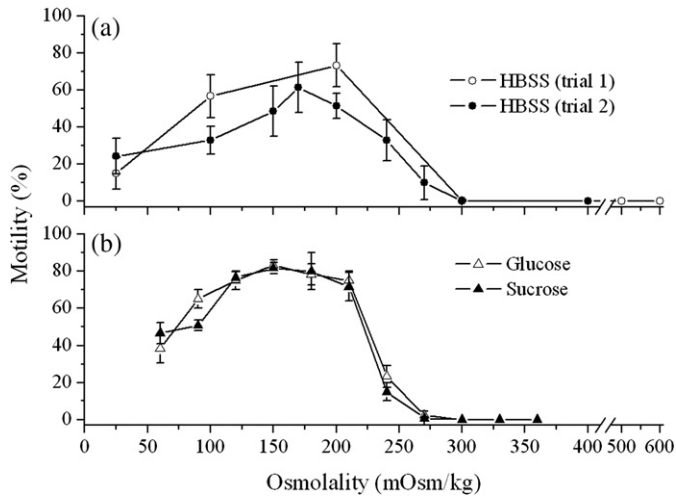 (a)
100
80
60
40
20
0
HBSS (trial 1)
HBSS (trial 2)
Motility (%)
(b)
100
80
60
40
20
0
Glucose
Sucrose
0 50 100 150 200 250 300 350 400 500 600
Osmolality (mOsm/kg)